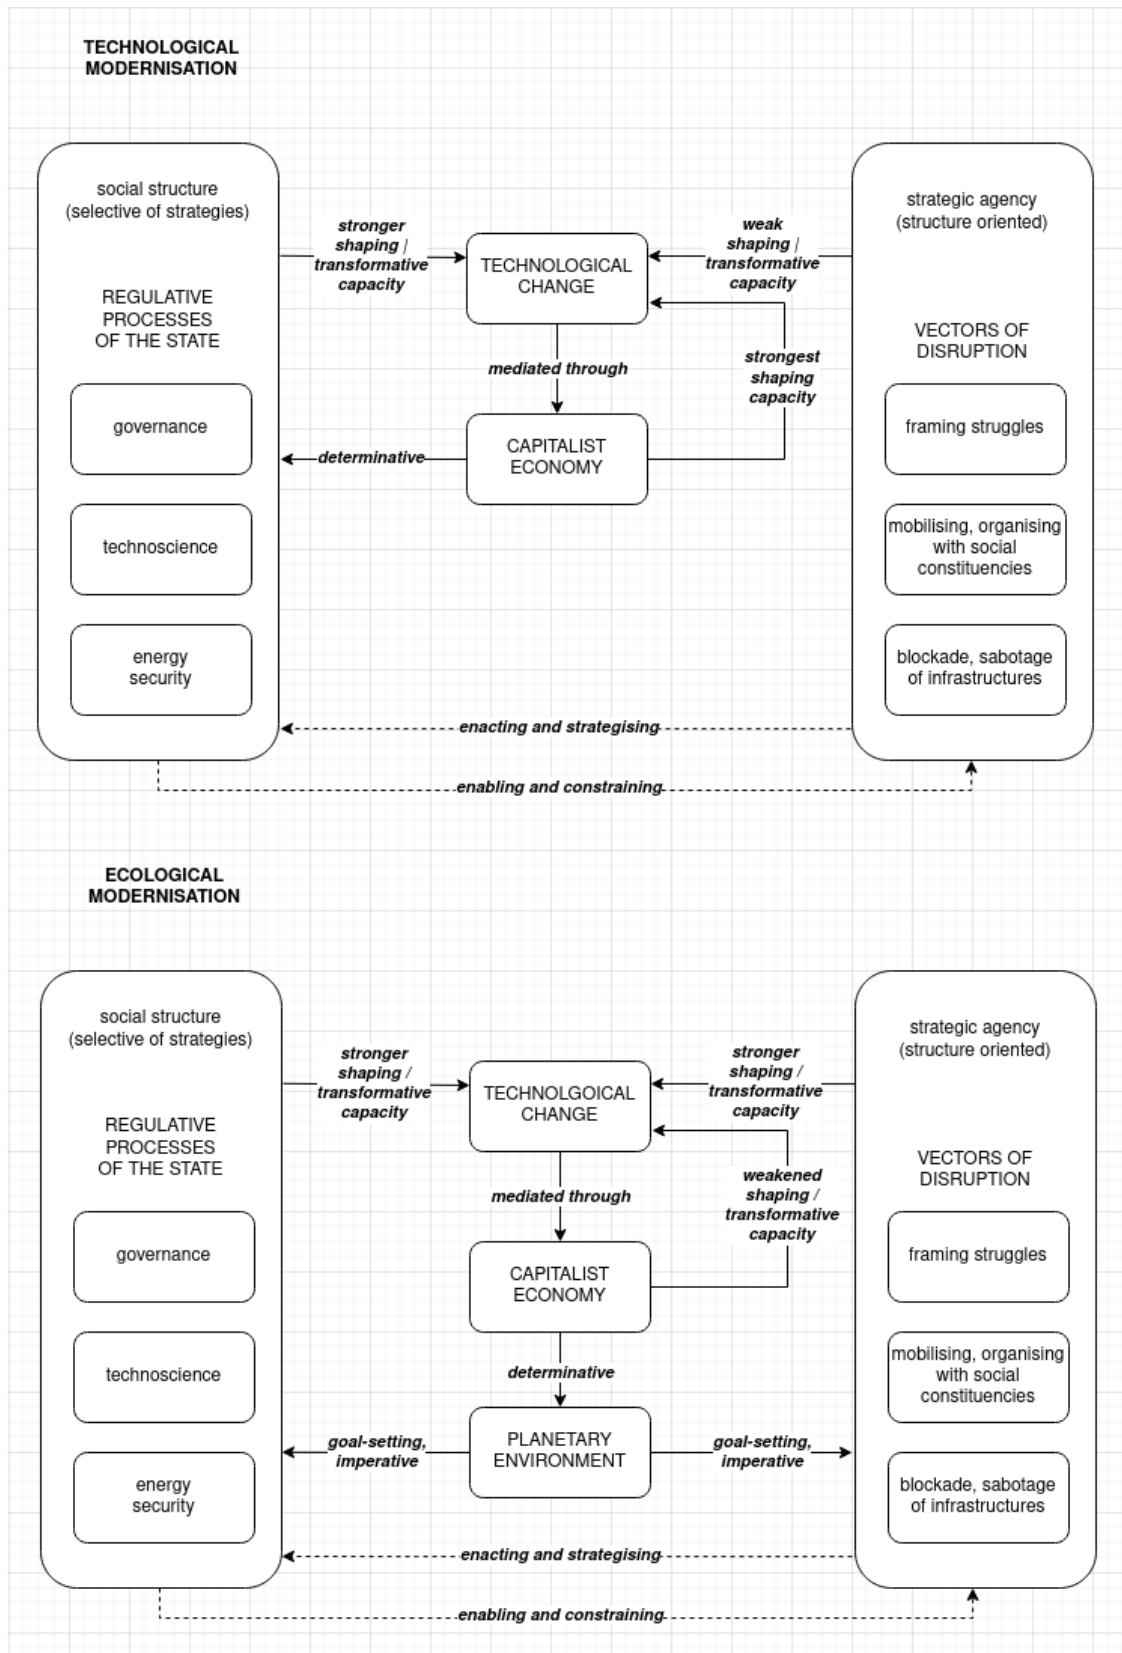 TECHNOLOGICAL
MODERNISATION
social structure
(selective of strategies)
REGULATIVE
PROCESSES
OF THE STATE
governance
technoscience
energy
security
stronger
shaping |
transformative
capacity
TECHNOLOGICAL
CHANGE
mediated through
CAPITALIST
ECONOMY
determinative
weak
shaping |
transformative
capacity
strongest
shaping
capacity
strategic agency
(structure oriented)
VECTORS OF
DISRUPTION
framing struggles
mobilising, organising
with social
constituencies
blockade, sabotage
of infrastructures
enacting and strategising
enabling and constraining
ECOLOGICAL
MODERNISATION
social structure
(selective of strategies)
REGULATIVE
PROCESSES
OF THE STATE
governance
technoscience
energy
security
stronger
shaping /
transformative
capacity
TECHNOLGOICAL
CHANGE
mediated through
CAPITALIST
ECONOMY
determinative
PLANETARY
ENVIRONMENT
goal-setting,
imperative
goal-setting,
imperative
stronger
shaping /
transformative
capacity
weakened
shaping /
transformative
capacity
strategic agency
(structure oriented)
VECTORS OF
DISRUPTION
framing struggles
mobilising, organising
with social
constituencies
blockade, sabotage
of infrastructures
enacting and strategising
enabling and constraining